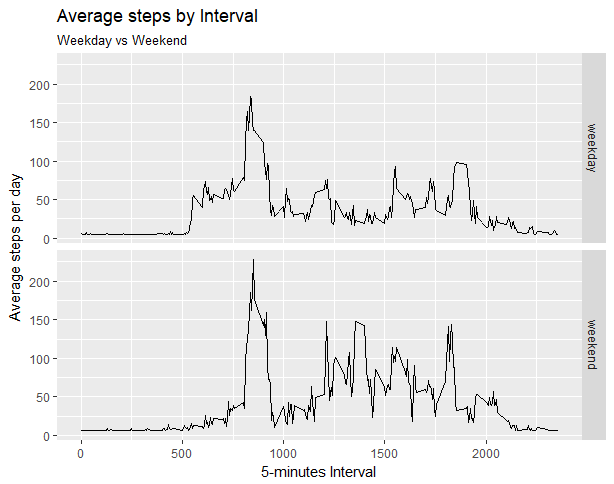 Average steps by Interval
Weekday vs Weekend
200
150
100
50
0
weekday
200
150
100
50
0
weekend
Average steps per day
0 500 1000 1500 2000
5-minutes Interval